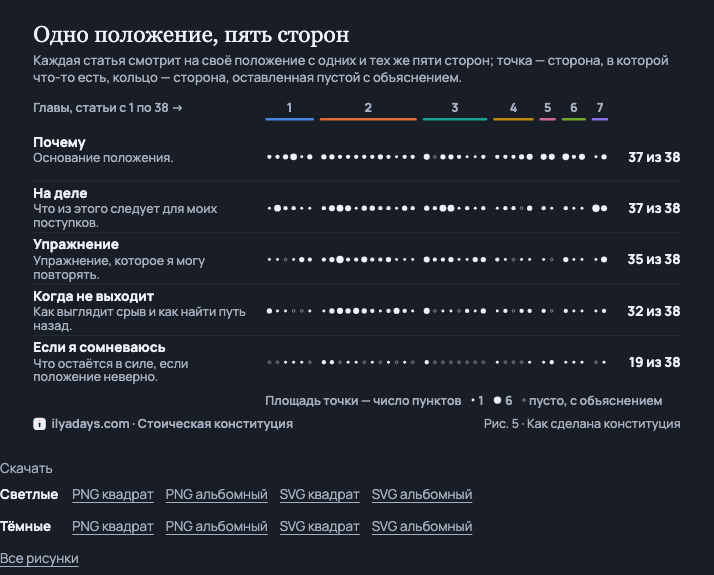 Одно положение, пять сторон
Каждая статья смотрит на своё положение с одних и тех же пяти сторон; точка — сторона, в которой
что-то есть, кольцо — сторона, оставленная пустой с объяснением.
Главы, статьи с 1 по 38 → 1 2 3 4 5 6 7
Почему
Основание положения.
37 из 38
На деле
Что из этого следует для моих
поступков.
37 из 38
Упражнение
Упражнение, которое я могу
повторять.
35 из 38
Когда не выходит
Как выглядит срыв и как найти путь
назад.
32 из 38
Если я сомневаюсь
Что остаётся в силе, если
положение неверно.
19 из 38
Площадь точки — число пунктов 1 6 пусто, с объяснением
i ilyadays.com · Стоическая конституция
Рис. 5 · Как сделана конституция
Скачать
Светлые PNG квадрат PNG альбомный SVG квадрат SVG альбомный
Тёмные PNG квадрат PNG альбомный SVG квадрат SVG альбомный
Все рисунки